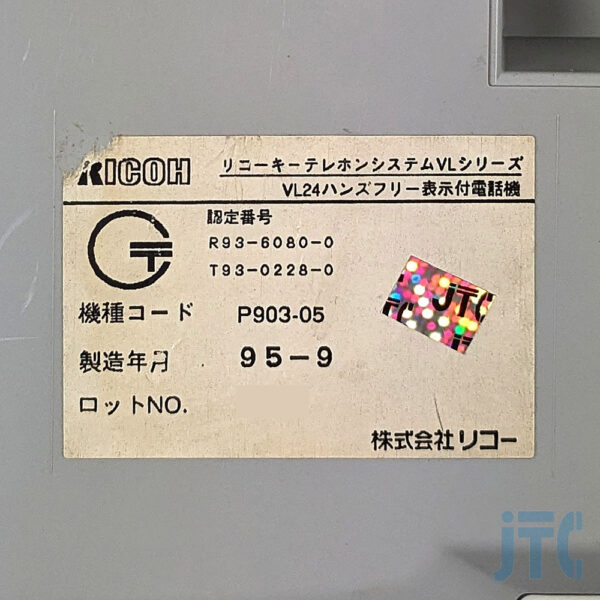 RICOH
リコーキーテレホンシステムVLシリーズ
VL24ハンズフリー表示付電話機
認定番号
R93-6080-0
T93-0228-0
機種コード P903-05
製造年月 95-9
ロットNO.
JTC
株式会社リコー
JTC